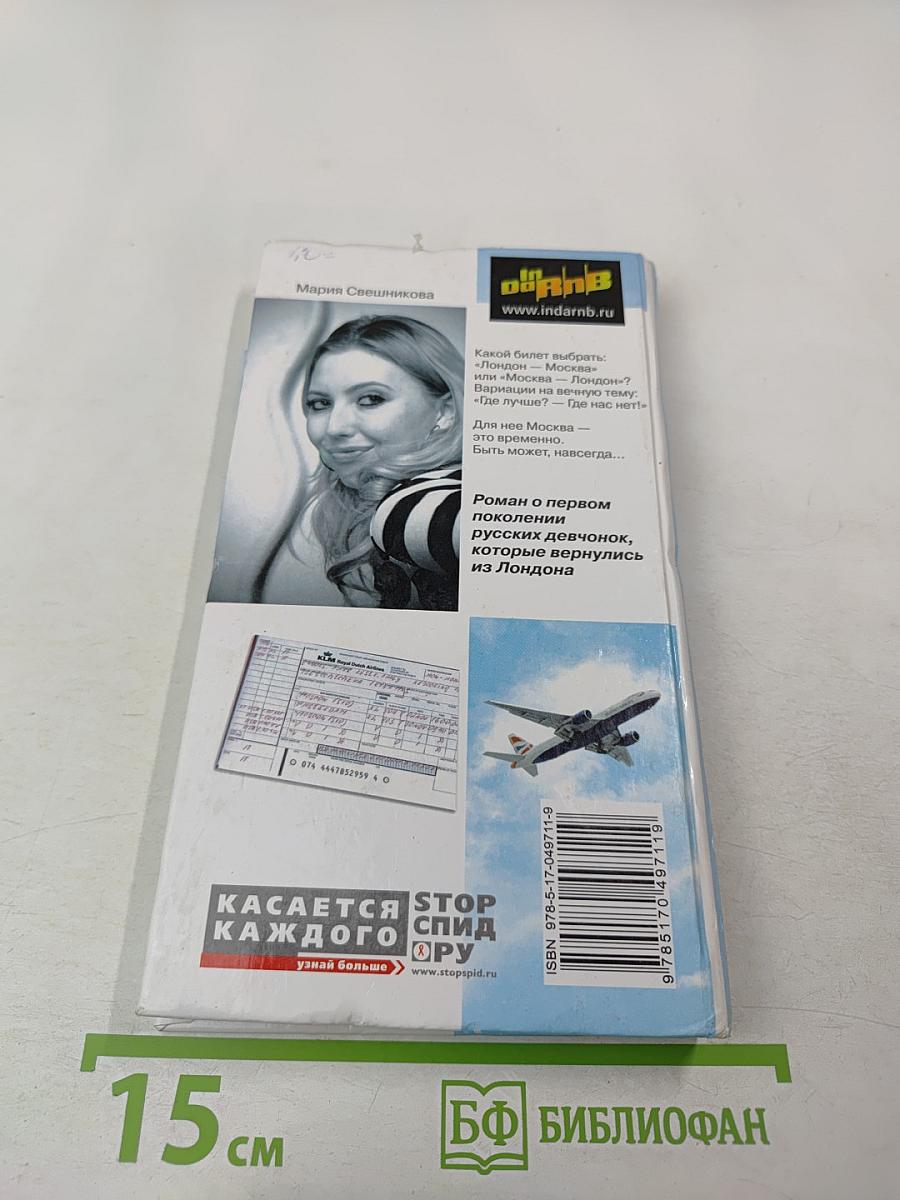 Мария Свешникова
In
Da RnB
www.indarnb.ru
Какой билет выбрать:
«Лондон — Москва»
или «Москва — Лондон»?
Вариации на вечную тему:
«Где лучше? — Где нас нет!»
Для нее Москва —
это временно.
Быть может, навсегда...
Роман о первом
поколении
русских девчонок,
которые вернулись
из Лондона
KLM Royal Dutch Airlines
074 4447852959 4
ISBN 978-5-17-049711-9
9 785170 497119
КАСАЕТСЯ
КАЖДОГО
узнай больше
STOP
СПИД
РУ
www.stopspid.ru
15 см
БФ БИБЛИОФАН